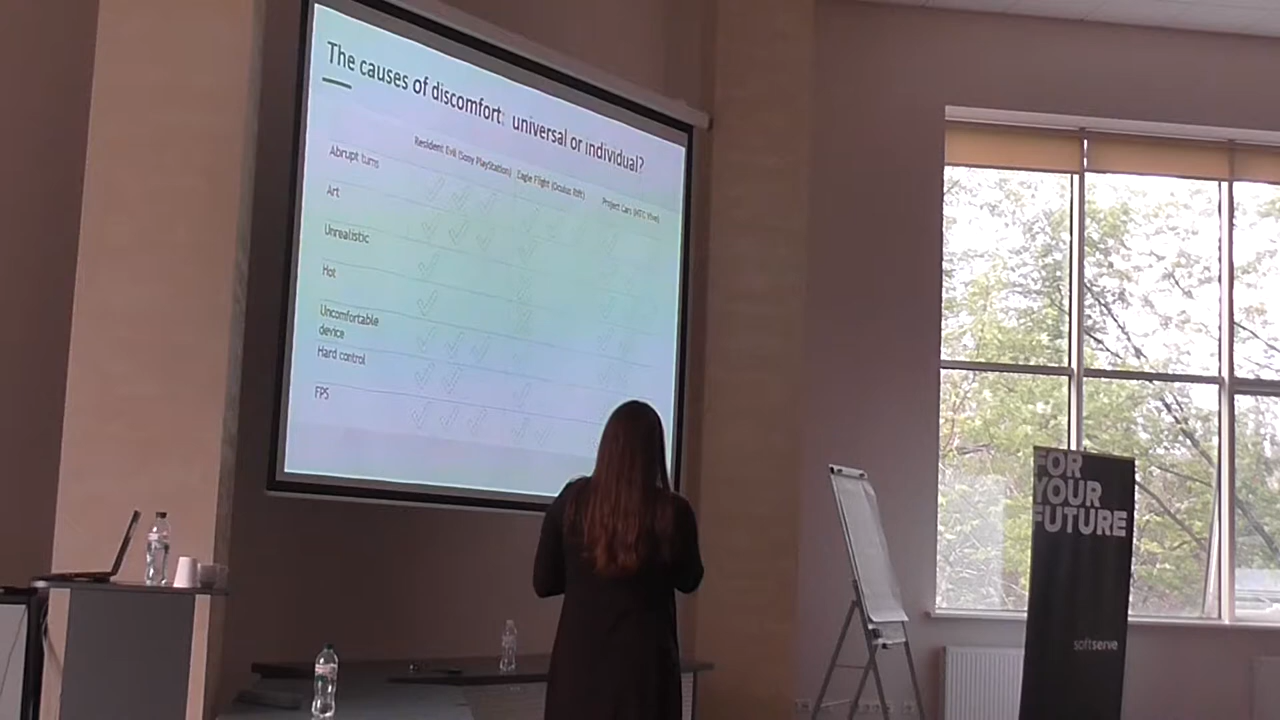 The causes of discomfort: universal or individual?
Resident Evil (Sony PlayStation) Eagle Flight (Oculus Rift) Project Cars (HTC Vive)
Abrupt turns
Art
Unrealistic
Hot
Uncomfortable
device
Hard control
FPS
FOR
YOUR
FUTURE
softserve